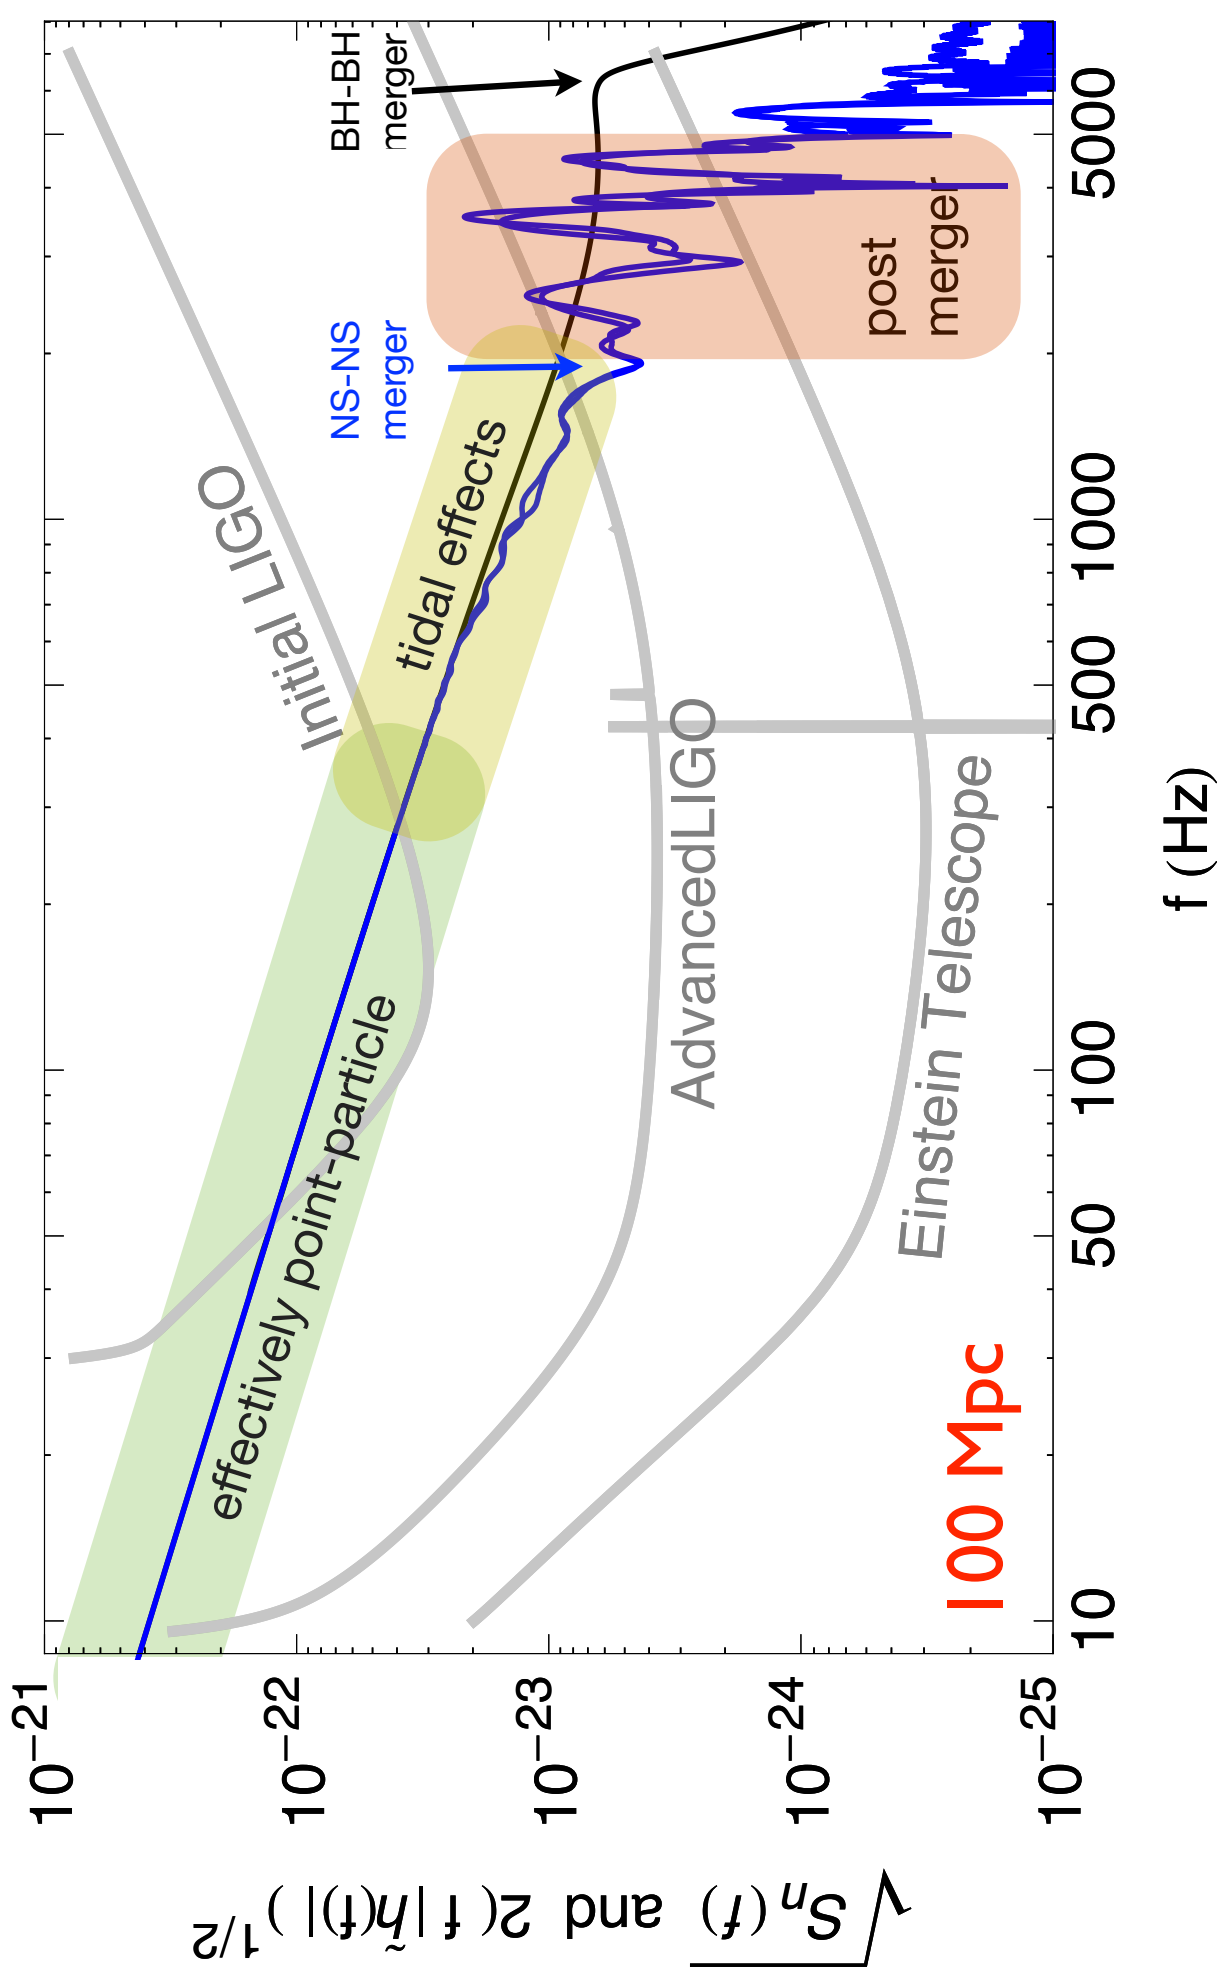 10−21
10−22
10−23
10−24
10−25
√Sn(f) and 2(f|h̃(f)|)1/2
Initial LIGO
effectively point-particle
tidal effects
NS-NS
merger
BH-BH
merger
post
merger
AdvancedLIGO
Einstein Telescope
100 Mpc
10
50
100
500
1000
5000
f (Hz)